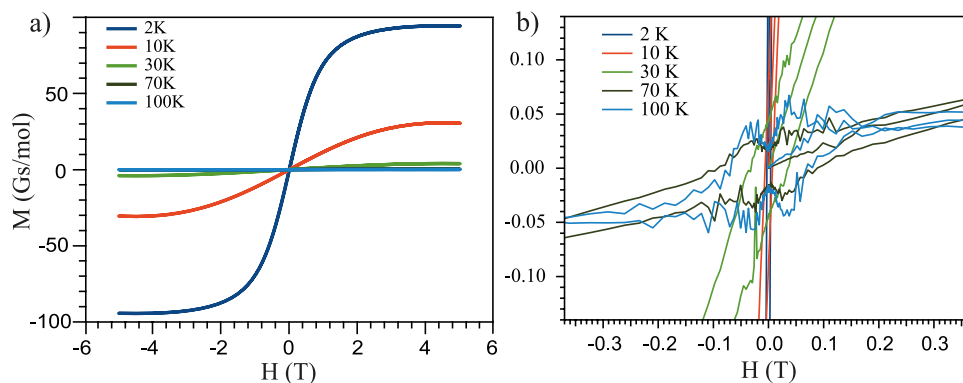 a)
2K
10K
30K
70K
100K
M (Gs/mol)
50
0
-50
-100
-6
-4
-2
0
2
4
6
H (T)
b)
2 K
10 K
30 K
70 K
100 K
0.10
0.05
0.00
-0.05
-0.10
-0.3
-0.2
-0.1
0.0
0.1
0.2
0.3
H (T)